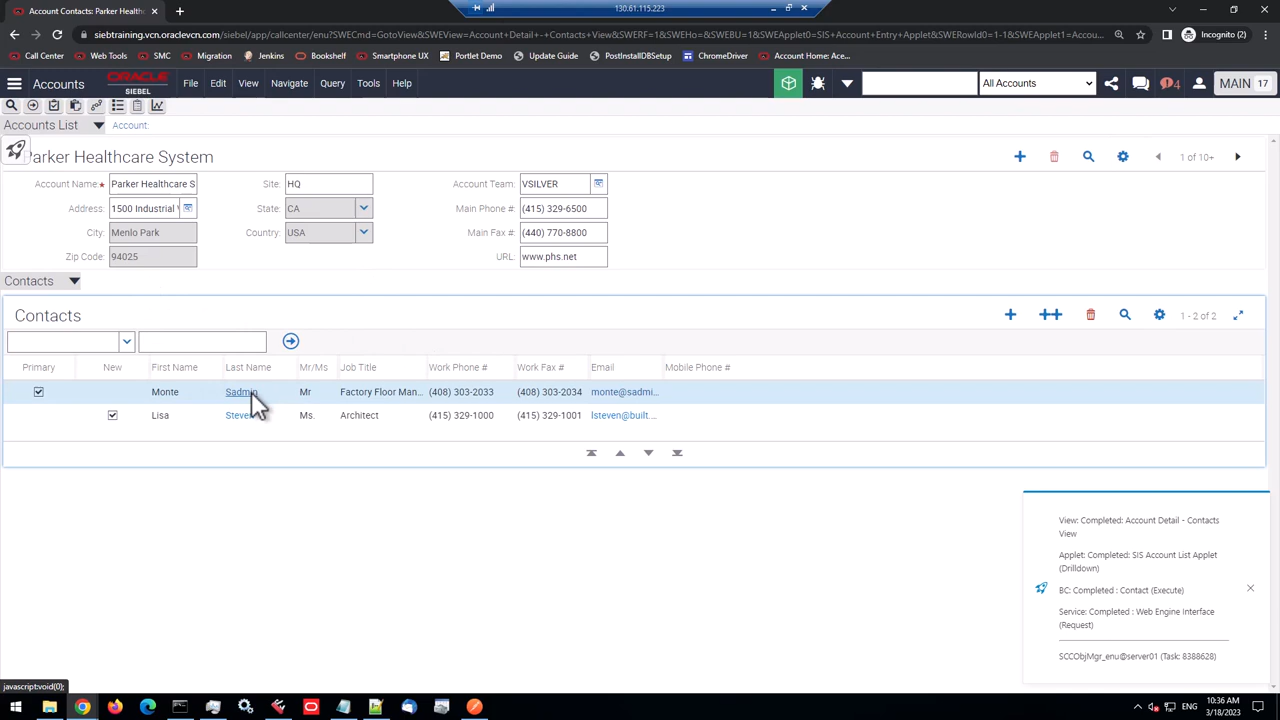 130.61.115.223
Account Contacts: Parker Health
siebtraining.vcn.oraclevcn.com/siebel/app/callcenter/enu?SWECmd=GotoView&SWEView=Account+Detail+-+Contacts+View&SWERF=1&SWEHo=&SWEBU=1&SWEApplet0=SIS+Account+Entry+Applet&SWERowId0=1-1&SWEApplet1=Accou...
Incognito (2)
Call Center
Web Tools
SMC
Migration
Jenkins
Bookshelf
Smartphone UX
Portlet Demo
Update Guide
PostInstallDBSetup
ChromeDriver
Account Home: Acce...
Accounts
ORACLE
SIEBEL
File
Edit
View
Navigate
Query
Tools
Help
All Accounts
4
MAIN 17
Accounts List
Account:
Parker Healthcare System
1 of 10+
Account Name: Parker Healthcare S
Site: HQ
Account Team: VSILVER
Address: 1500 Industrial
State: CA
Main Phone #: (415) 329-6500
City: Menlo Park
Country: USA
Main Fax #: (440) 770-8800
Zip Code: 94025
URL: www.phs.net
Contacts
Contacts
1 - 2 of 2
Primary New First Name Last Name Mr/Ms Job Title Work Phone # Work Fax # Email Mobile Phone #
Monte Sadmin Mr Factory Floor Man... (408) 303-2033 (408) 303-2034 monte@sadmi...
Lisa Steven Ms. Architect (415) 329-1000 (415) 329-1001 lsteven@built....
View: Completed: Account Detail - Contacts
View
Applet: Completed: SIS Account List Applet
(Drilldown)
BC: Completed : Contact (Execute)
Service: Completed : Web Engine Interface
(Request)
SCCObjMgr_enu@server01 (Task: 8388628)
javascript:void(0);
ENG
10:36 AM
3/18/2023